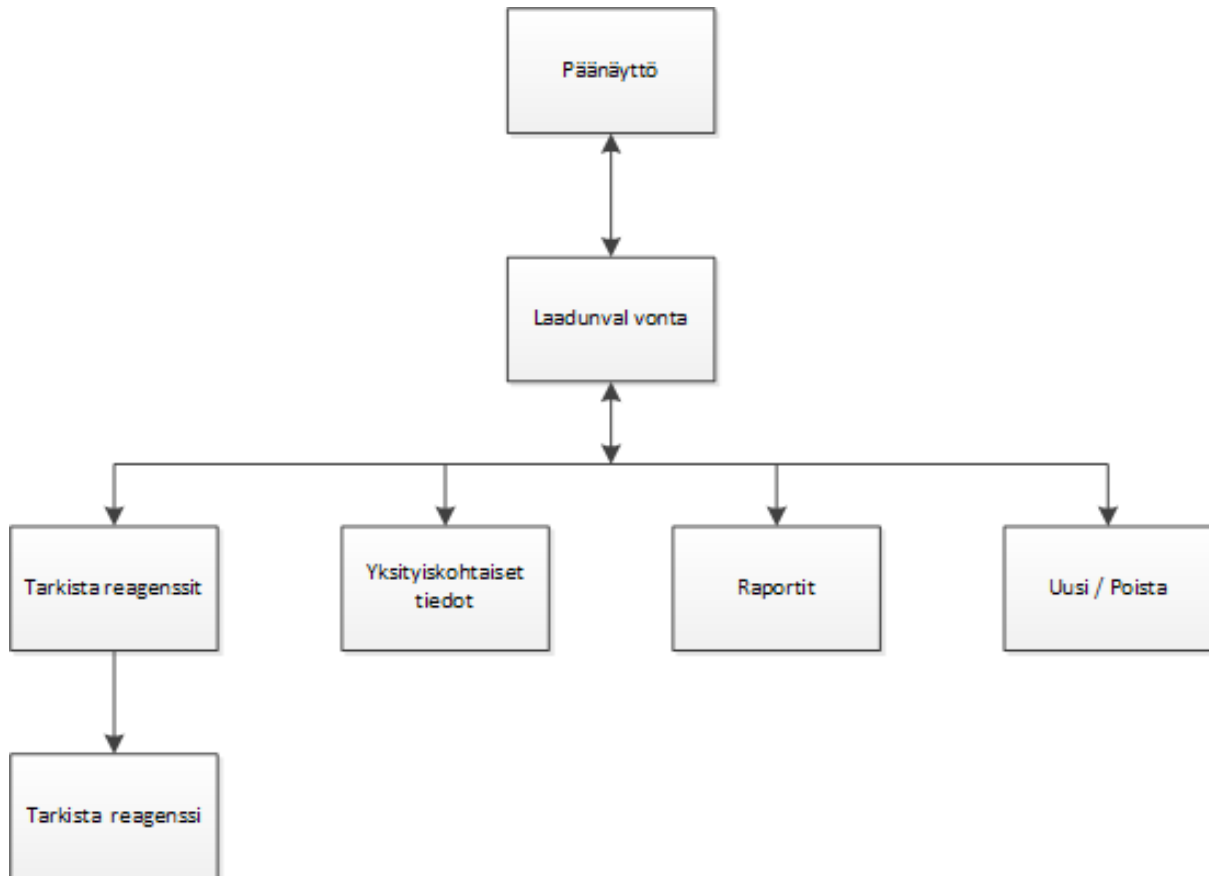 Päänäyttö
Laadunval vonta
Tarkista reagenssit
Yksityiskohtaiset
tiedot
Raportit
Uusi / Poista
Tarkista reagenssi